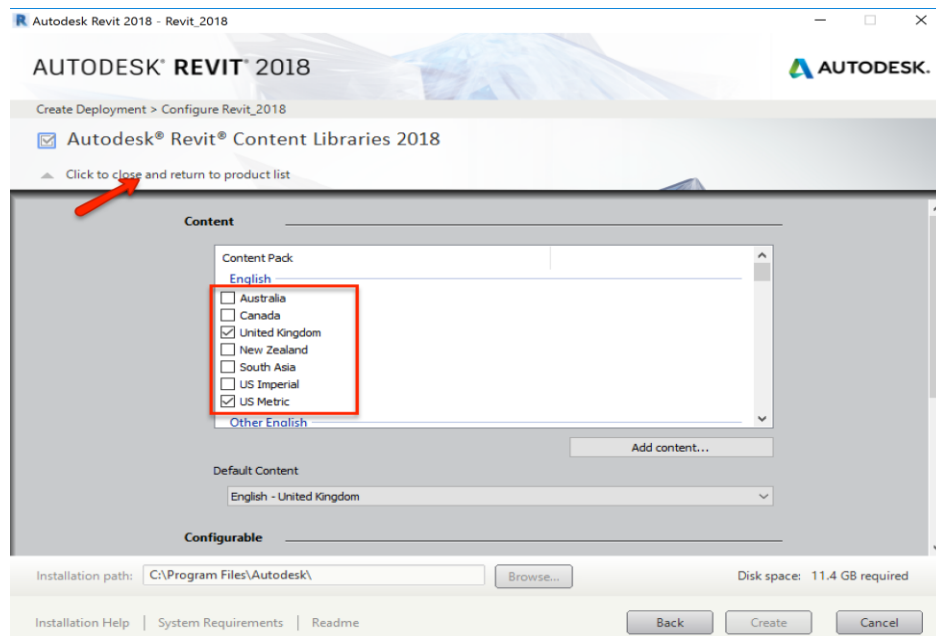 Autodesk Revit 2018 - Revit_2018
AUTODESK® REVIT® 2018
AUTODESK.
Create Deployment > Configure Revit_2018
Autodesk® Revit® Content Libraries 2018
Click to close and return to product list
Content
Content Pack
English
Australia
Canada
United Kingdom
New Zealand
South Asia
US Imperial
US Metric
Other English
Add content...
Default Content
English - United Kingdom
Configurable
Installation path: C:\Program Files\Autodesk\ Browse... Disk space: 11.4 GB required
Installation Help | System Requirements | Readme Back Create Cancel